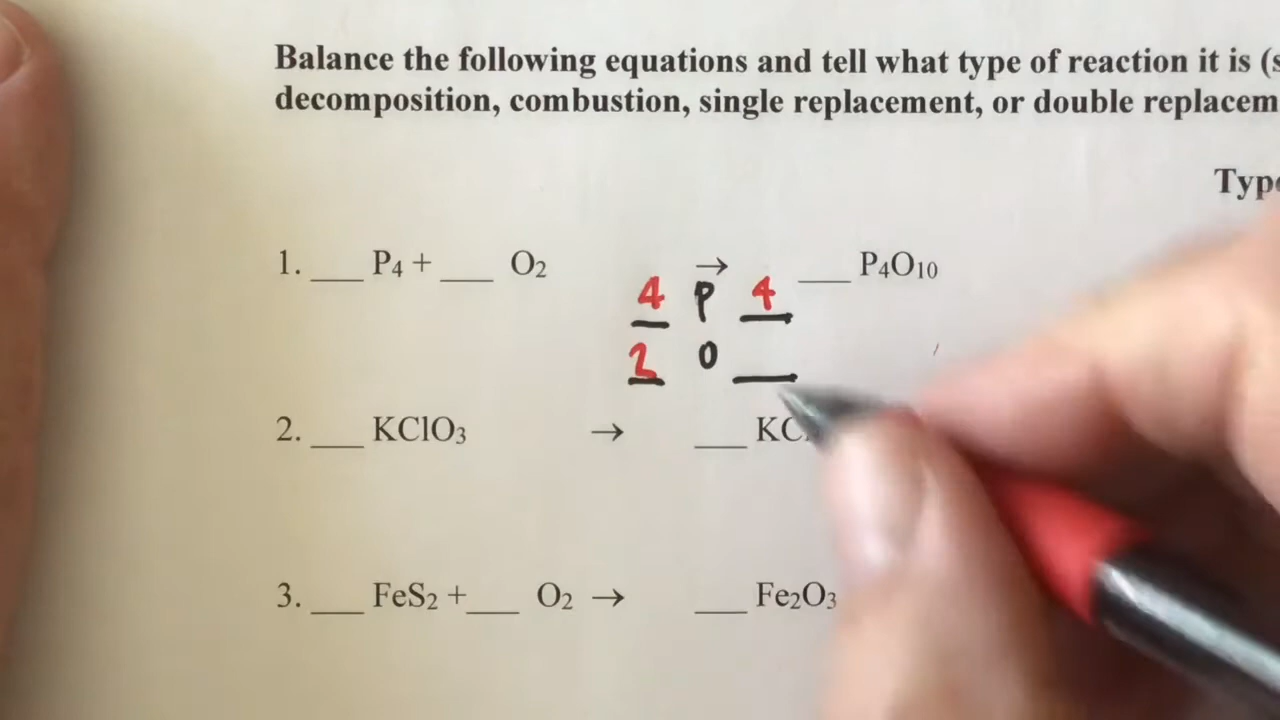 Balance the following equations and tell what type of reaction it is (s
decomposition, combustion, single replacement, or double replacem
Type
1. ___ P₄ + ___ O₂ → ___ P₄O₁₀
4 P 4
2 O __
2. ___ KClO₃ → ___ KC
3. ___ FeS₂ +___ O₂ → ___ Fe₂O₃